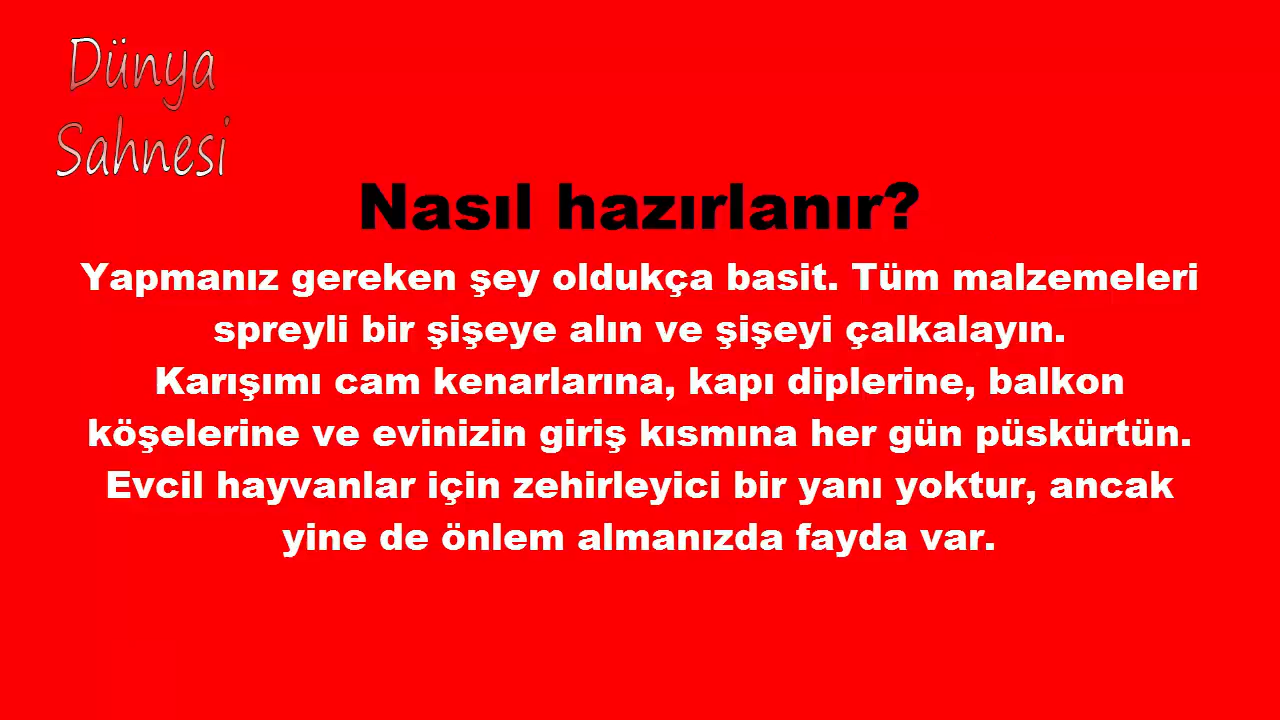 Dünya
Sahnesi
Nasıl hazırlanır?
Yapmanız gereken şey oldukça basit. Tüm malzemeleri
spreyli bir şişeye alın ve şişeyi çalkalayın.
Karışımı cam kenarlarına, kapı diplerine, balkon
köşelerine ve evinizin giriş kısmına her gün püskürtün.
Evcil hayvanlar için zehirleyici bir yanı yoktur, ancak
yine de önlem almanızda fayda var.